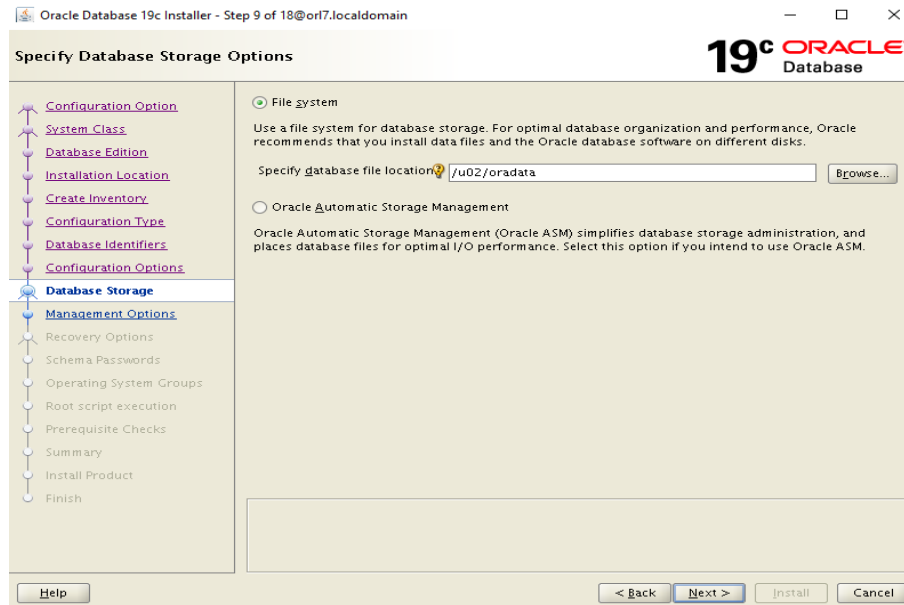 Oracle Database 19c Installer - Step 9 of 18@orl7.localdomain
Specify Database Storage Options
19c ORACLE
Database
Configuration Option
System Class
Database Edition
Installation Location
Create Inventory
Configuration Type
Database Identifiers
Configuration Options
Database Storage
Management Options
Recovery Options
Schema Passwords
Operating System Groups
Root script execution
Prerequisite Checks
Summary
Install Product
Finish
File system
Use a file system for database storage. For optimal database organization and performance, Oracle
recommends that you install data files and the Oracle database software on different disks.
Specify database file location /u02/oradata Browse...
Oracle Automatic Storage Management
Oracle Automatic Storage Management (Oracle ASM) simplifies database storage administration, and
places database files for optimal I/O performance. Select this option if you intend to use Oracle ASM.
Help < Back Next > Install Cancel